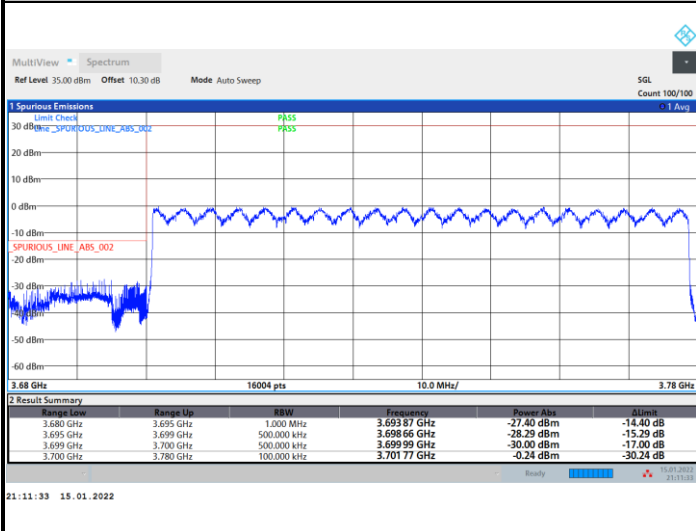 MultiView Spectrum
Ref Level 35.00 dBm Offset 10.30 dB Mode Auto Sweep SGL
Count 100/100
1 Spurious Emissions 1 Avg
Limit Check PASS
30 dBm Line _SPURIOUS_LINE_ABS_002 PASS
20 dBm
0 dBm
-10 dBm
_SPURIOUS_LINE_ABS_002
-20 dBm
-30 dBm
-40 dBm
-50 dBm
-60 dBm
3.68 GHz 16004 pts 10.0 MHz/ 3.78 GHz
2 Result Summary
Range Low Range Up RBW Frequency Power Abs ΔLimit
3.680 GHz 3.695 GHz 1.000 MHz 3.693 87 GHz -27.40 dBm -14.40 dB
3.695 GHz 3.699 GHz 500.000 kHz 3.698 66 GHz -28.29 dBm -15.29 dB
3.699 GHz 3.700 GHz 500.000 kHz 3.699 99 GHz -30.00 dBm -17.00 dB
3.700 GHz 3.780 GHz 100.000 kHz 3.701 77 GHz -0.24 dBm -30.24 dB
Ready 15.01.2022
21:11:33
21:11:33 15.01.2022